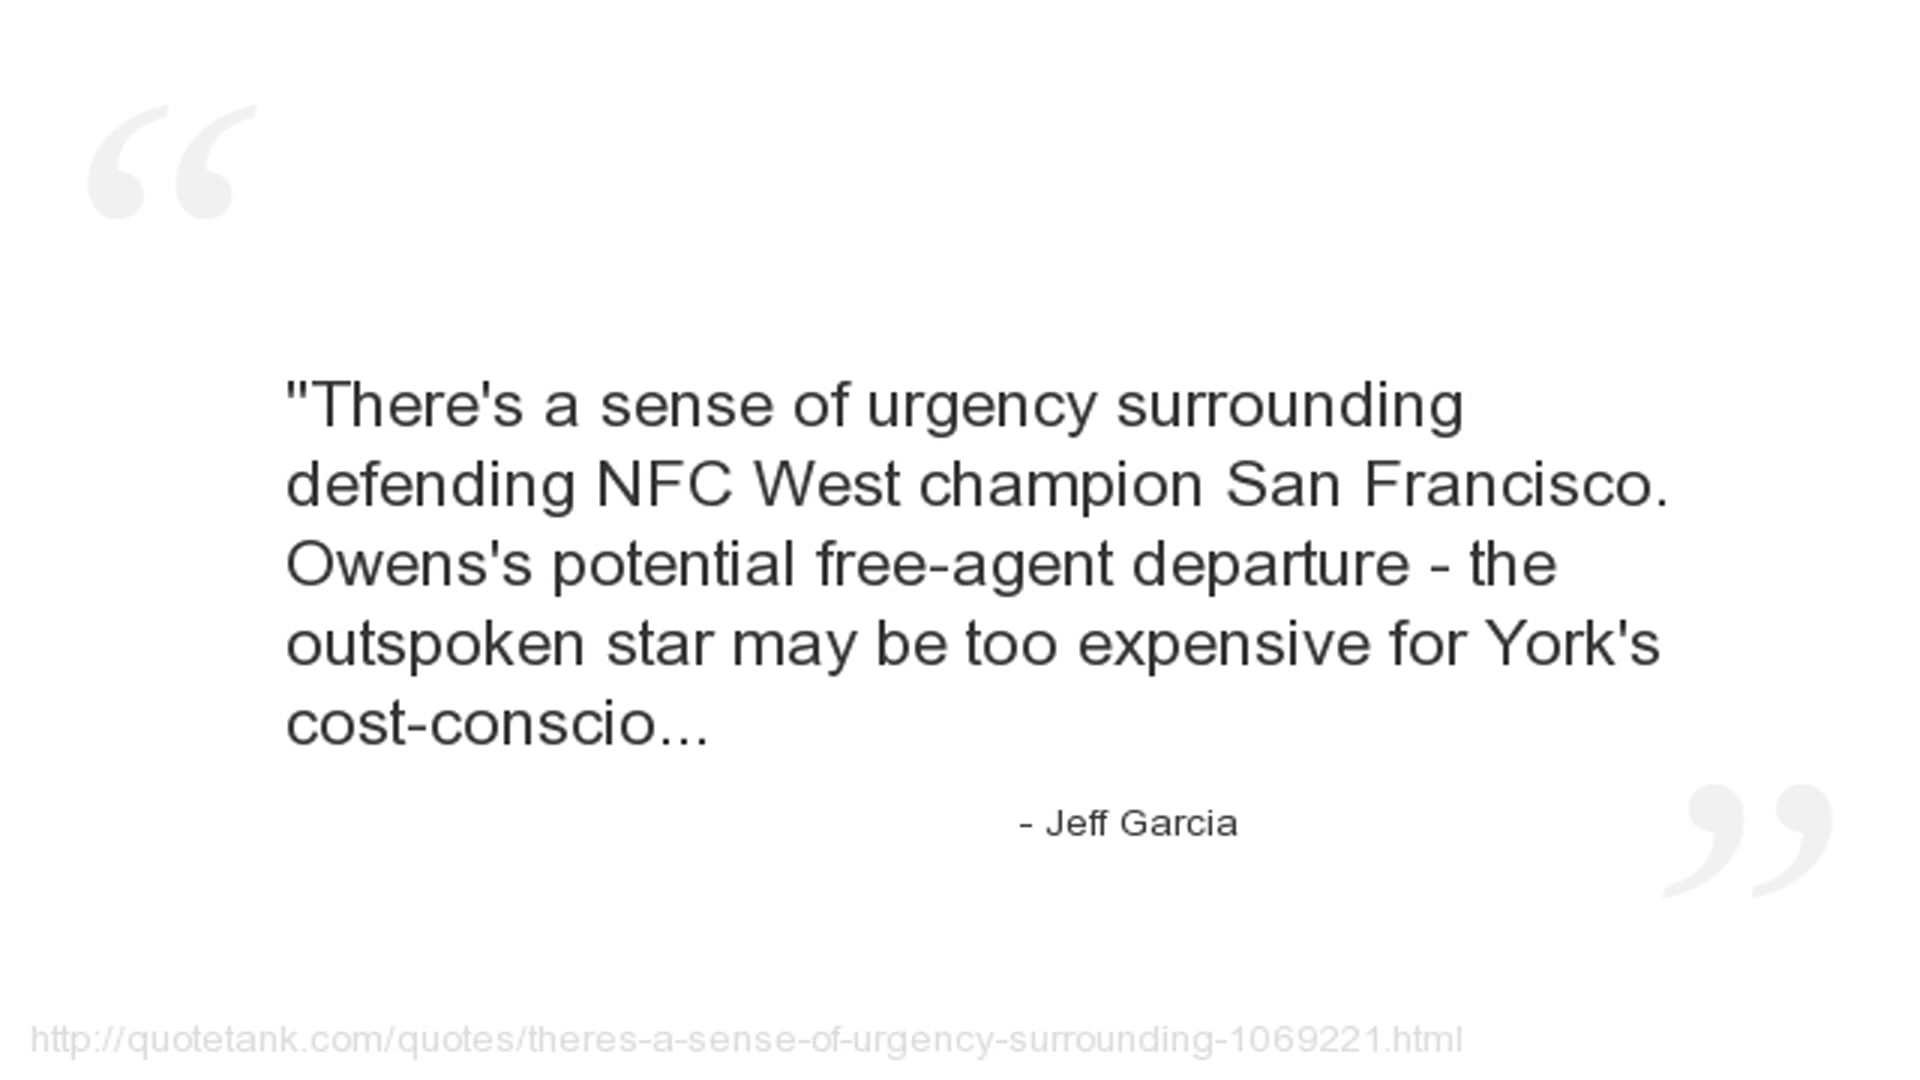 "There's a sense of urgency surrounding
defending NFC West champion San Francisco.
Owens's potential free-agent departure - the
outspoken star may be too expensive for York's
cost-conscio...
- Jeff Garcia
http://quotetank.com/quotes/theres-a-sense-of-urgency-surrounding-1069221.html